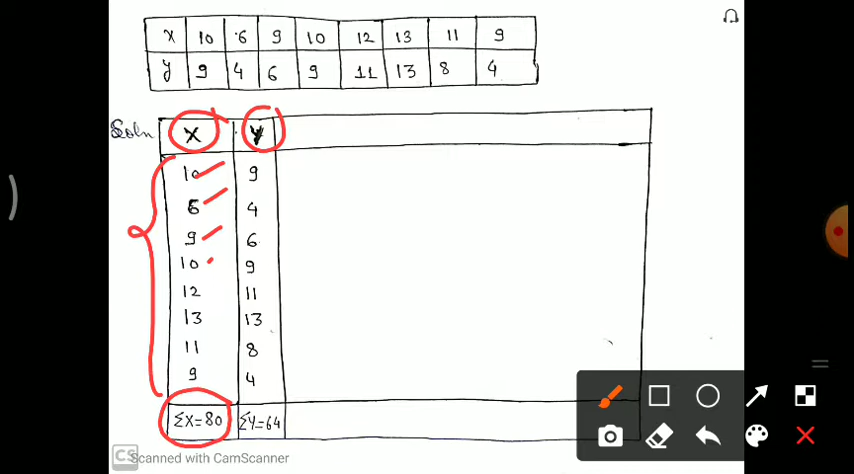 X 10 6 9 10 12 13 11 9
y 9 4 6 9 11 13 8 4
Soln X Y
10 9
6 4
9 6
10 9
12 11
13 13
11 8
9 4
ΣX=80 ΣY=64
CS Scanned with CamScanner